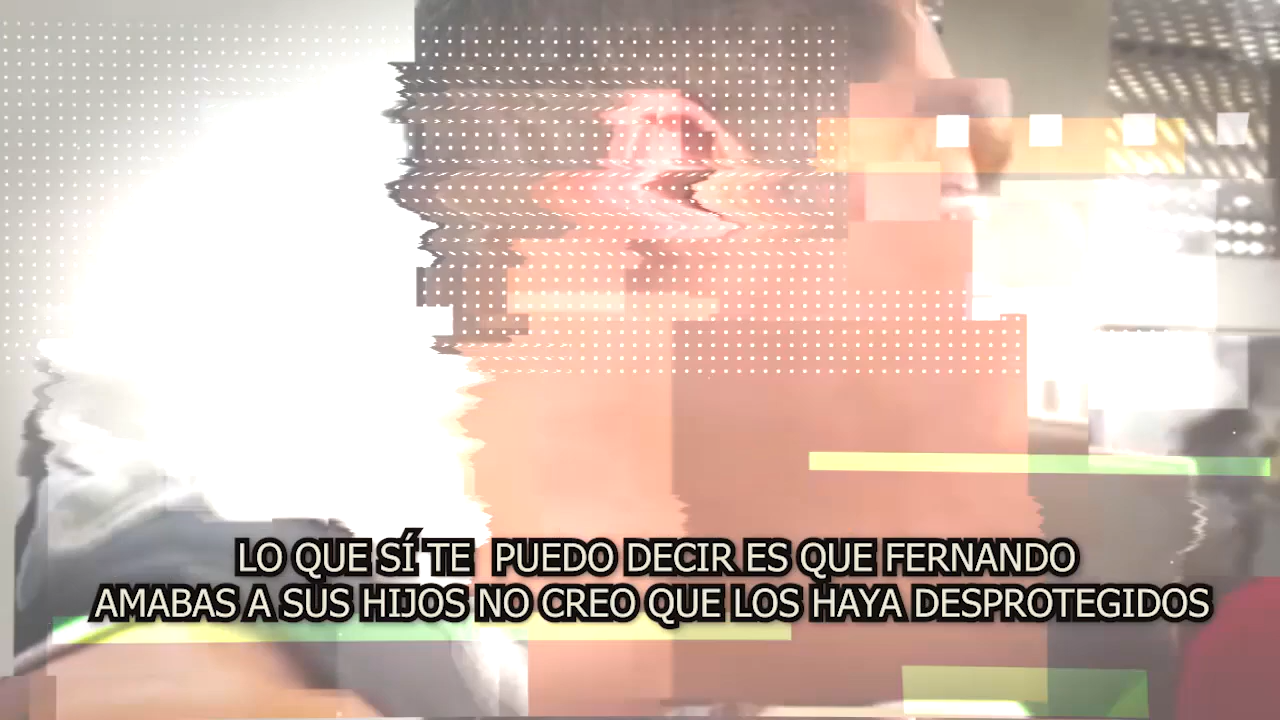 LO QUE SÍ TE PUEDO DECIR ES QUE FERNANDO
AMABAS A SUS HIJOS NO CREO QUE LOS HAYA DESPROTEGIDOS